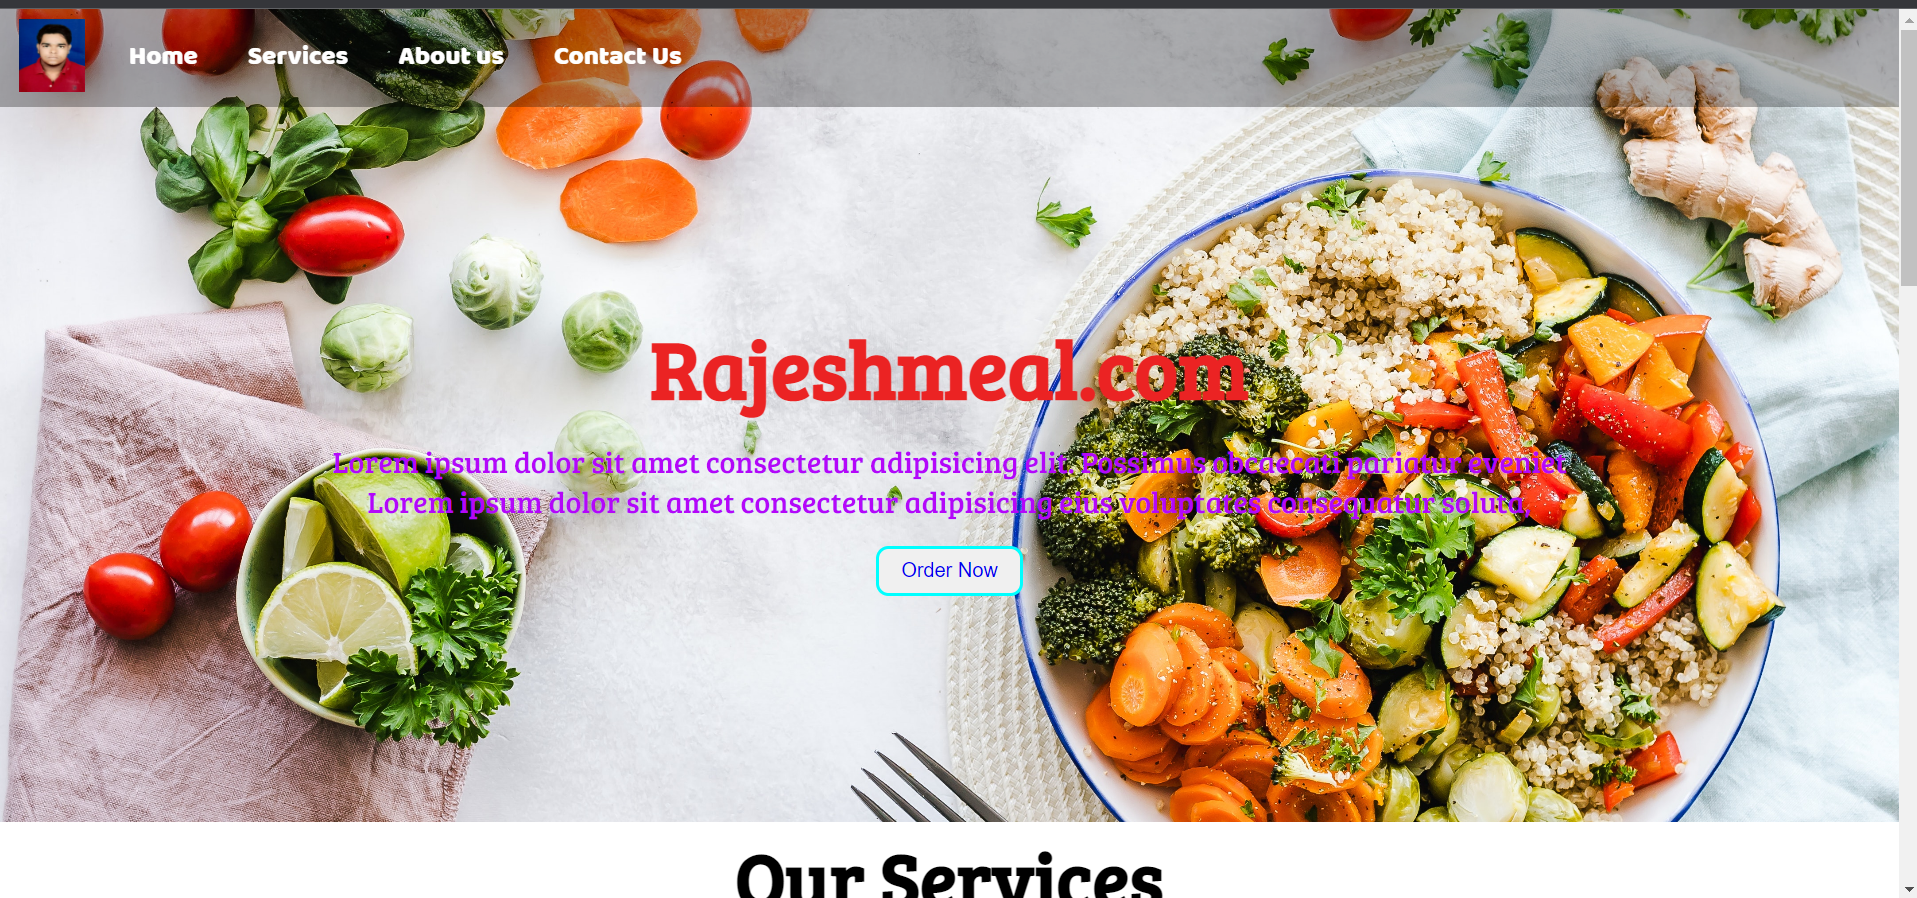 Home Services About us Contact Us
Rajeshmeal.com
Lorem ipsum dolor sit amet consectetur adipisicing elit. Possimus obcaecati pariatur eveniet
Lorem ipsum dolor sit amet consectetur adipisicing eius voluptates consequatur soluta,
Order Now
Our Services